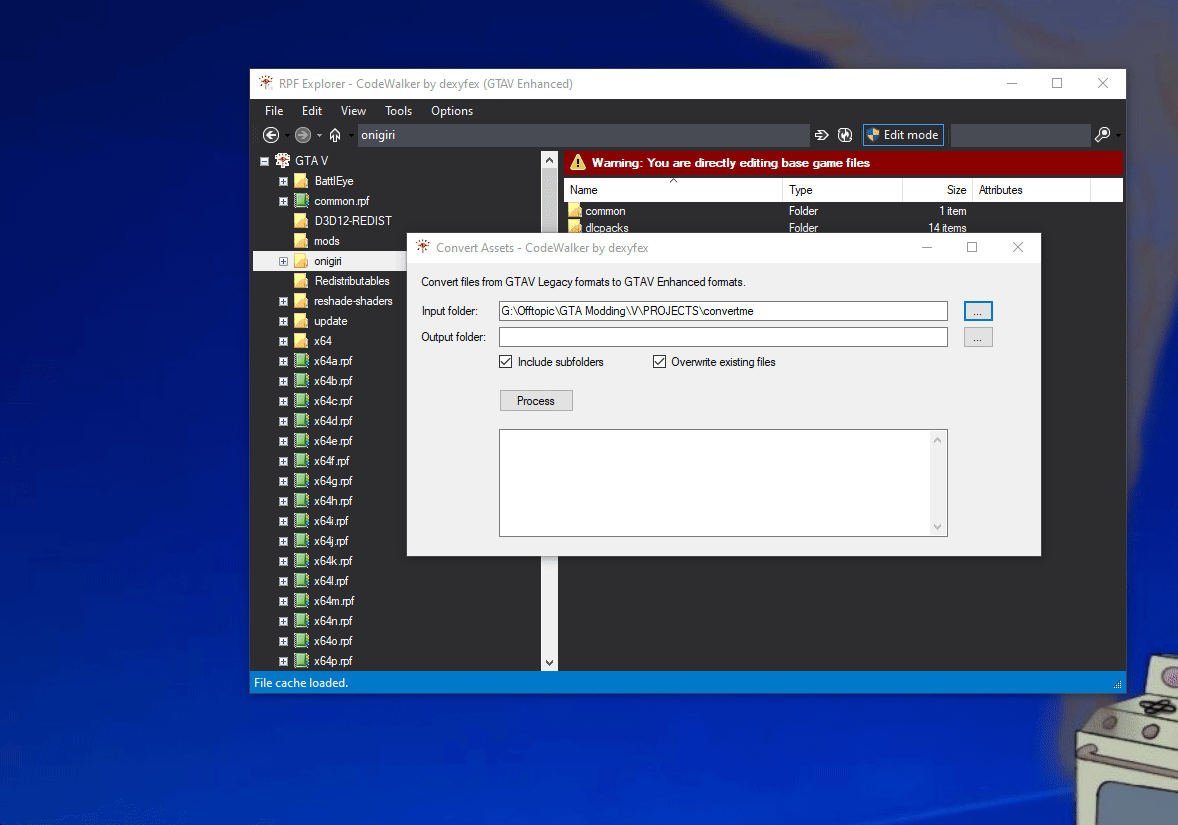 RPF Explorer - CodeWalker by dexyfex (GTAV Enhanced)
File Edit View Tools Options
onigiri Edit mode
GTA V
BattlEye
common.rpf
D3D12-REDIST
mods
onigiri
Redistributables
reshade-shaders
update
x64
x64a.rpf
x64b.rpf
x64c.rpf
x64d.rpf
x64e.rpf
x64f.rpf
x64g.rpf
x64h.rpf
x64i.rpf
x64j.rpf
x64k.rpf
x64l.rpf
x64m.rpf
x64n.rpf
x64o.rpf
x64p.rpf
Warning: You are directly editing base game files
Name Type Size Attributes
common Folder 1 item
dlcpacks Folder 14 items
Convert Assets - CodeWalker by dexyfex
Convert files from GTAV Legacy formats to GTAV Enhanced formats.
Input folder: G:\Offtopic\GTA Modding\V\PROJECTS\convertme ...
Output folder: ...
Include subfolders Overwrite existing files
Process
File cache loaded.